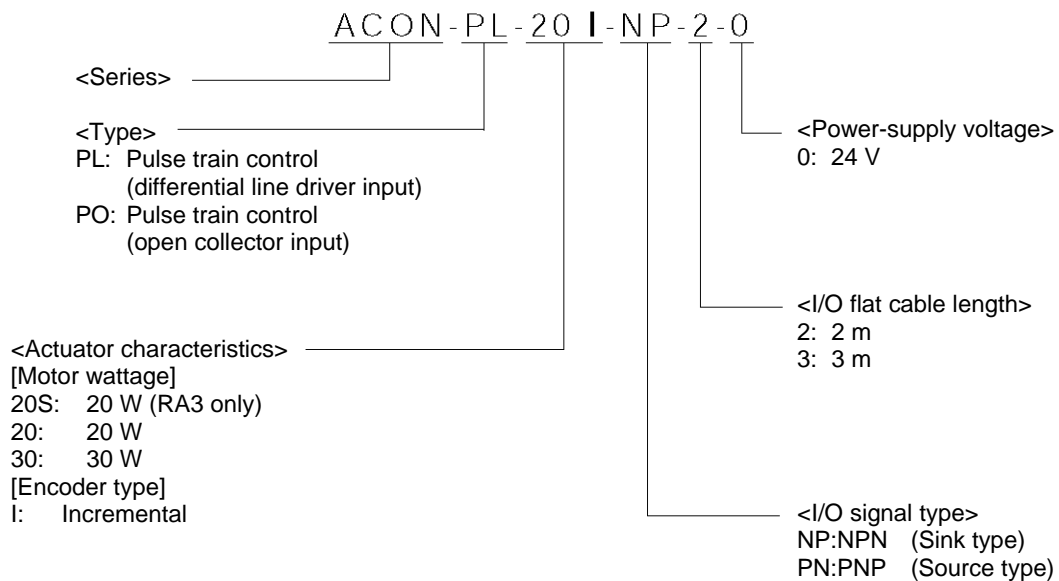 ACON-PL-20I-NP-2-0
<Series>
<Type>
PL: Pulse train control
(differential line driver input)
PO: Pulse train control
(open collector input)
<Actuator characteristics>
[Motor wattage]
20S: 20 W (RA3 only)
20: 20 W
30: 30 W
[Encoder type]
I: Incremental
<Power-supply voltage>
0: 24 V
<I/O flat cable length>
2: 2 m
3: 3 m
<I/O signal type>
NP:NPN (Sink type)
PN:PNP (Source type)